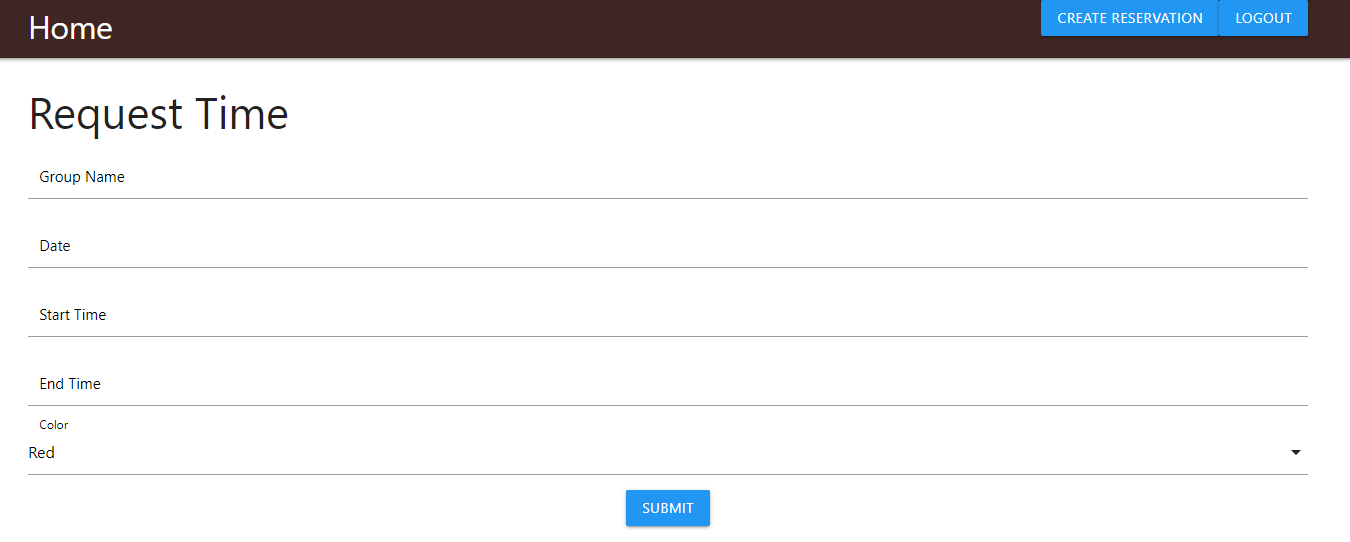 Home
CREATE RESERVATION LOGOUT
Request Time
Group Name
Date
Start Time
End Time
Color
Red
SUBMIT